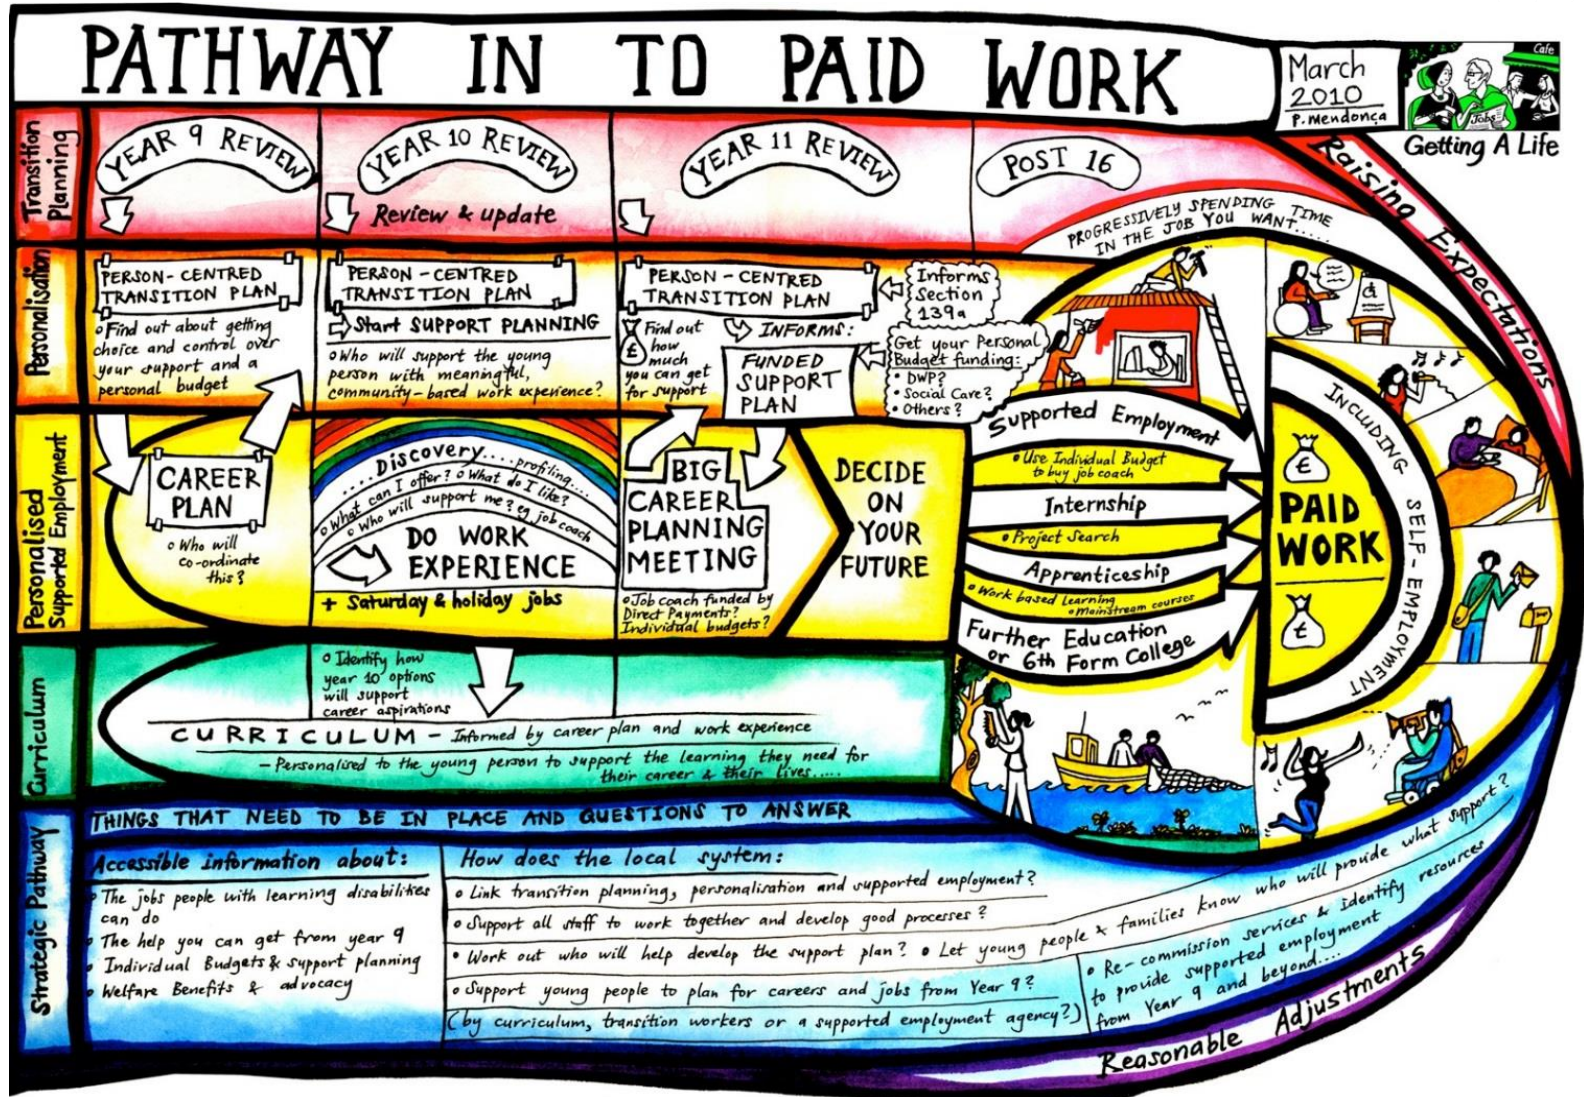 PATHWAY IN TO PAID WORK
March
2010
P. Mendonça
Cafe
Jobs
Getting A Life
Transition
Planning
YEAR 9 REVIEW
YEAR 10 REVIEW
Review & update
YEAR 11 REVIEW
POST 16
PROGRESSIVELY SPENDING TIME
IN THE JOB YOU WANT.....
Raising Expectations
Personalisation
PERSON-CENTRED
TRANSITION PLAN
Find out about getting
choice and control over
your support and a
personal budget
PERSON-CENTRED
TRANSITION PLAN
Start SUPPORT PLANNING
Who will support the young
person with meaningful,
community-based work experience?
PERSON-CENTRED
TRANSITION PLAN
£
Find out
how
much
you can get
for support
INFORMS:
FUNDED
SUPPORT
PLAN
Informs
Section
139a
Get your Personal
Budget funding:
• DWP?
• Social Care?
• Others?
Personalised
Supported Employment
CAREER
PLAN
Who will
co-ordinate
this?
Discovery....profiling....
.....What can I offer? What do I like?
Who will support me? eg job coach
DO WORK
EXPERIENCE
+ Saturday & holiday jobs
BIG
CAREER
PLANNING
MEETING
Job coach funded by
Direct Payments?
Individual budgets?
DECIDE
ON
YOUR
FUTURE
Supported Employment
• Use Individual Budget
to buy job coach
Internship
• Project Search
Apprenticeship
• Work based learning
• Mainstream courses
Further Education
or 6th Form College
£
PAID
WORK
£
INCLUDING SELF-EMPLOYMENT
Curriculum
Identify how
year 10 options
will support
career aspirations
CURRICULUM - Informed by career plan and work experience
- Personalised to the young person to support the learning they need for
their career & their lives.....
Strategic Pathway
THINGS THAT NEED TO BE IN PLACE AND QUESTIONS TO ANSWER
Accessible information about:
• The jobs people with learning disabilities
can do
• The help you can get from year 9
• Individual Budgets & support planning
• Welfare Benefits & advocacy
How does the local system:
• Link transition planning, personalisation and supported employment?
• Support all staff to work together and develop good processes?
• Work out who will help develop the support plan? • Let young people & families know who will provide what support?
• Support young people to plan for careers and jobs from Year 9?
(by curriculum, transition workers or a supported employment agency?)
• Re-commission services & identify resources
to provide supported employment
from Year 9 and beyond....
Reasonable Adjustments